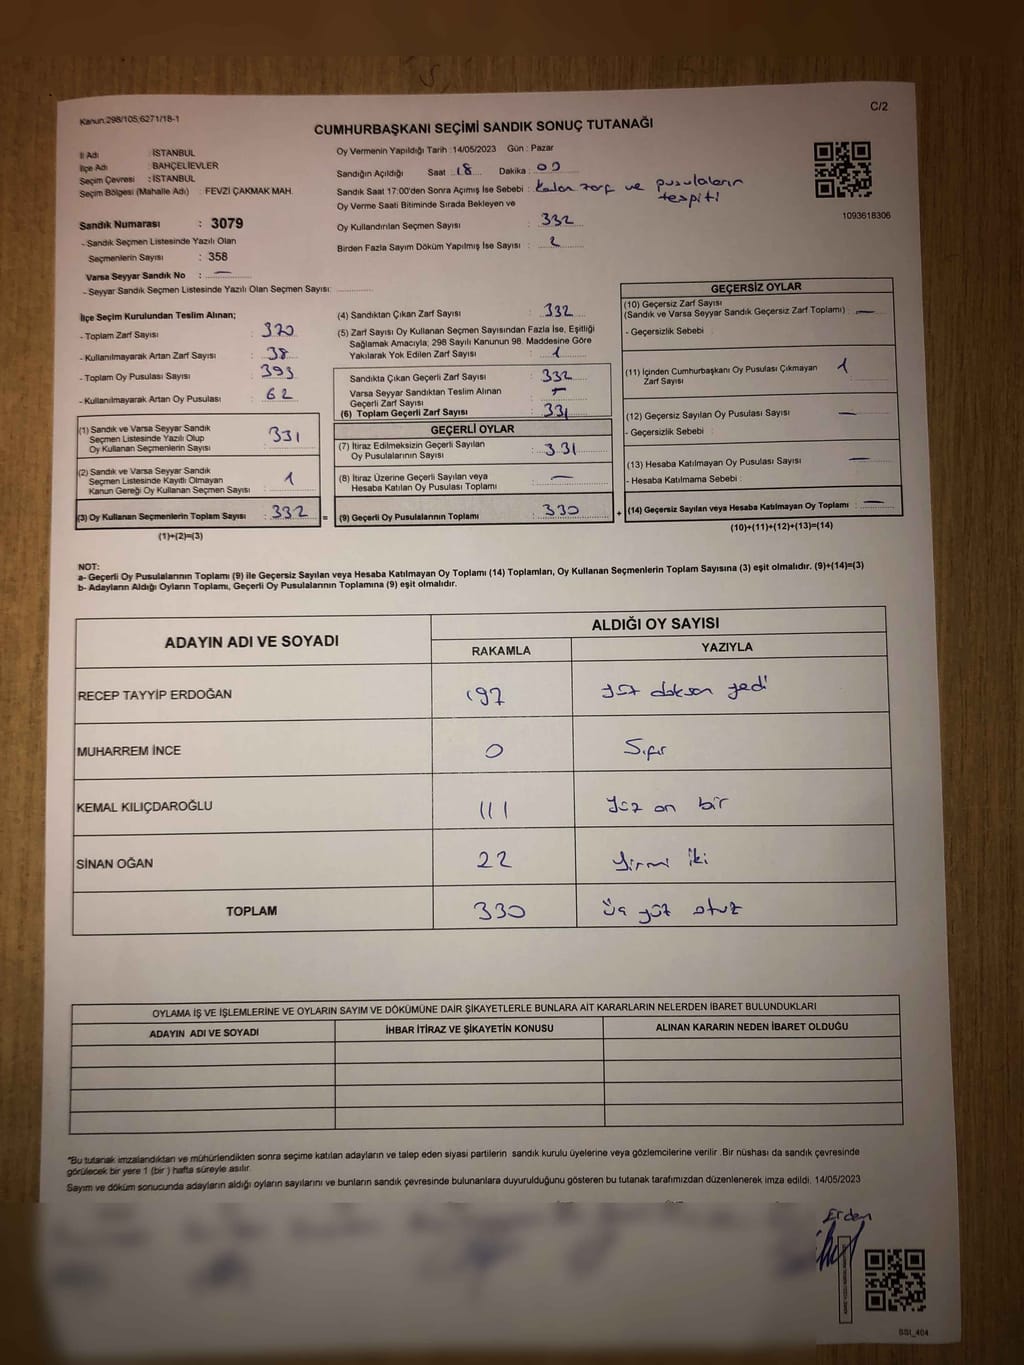 Kanun.298/105;6271/18-1
C/2
CUMHURBAŞKANI SEÇİMİ SANDIK SONUÇ TUTANAĞI
İl Adı : İSTANBUL
İlçe Adı : BAHÇELİEVLER
Seçim Çevresi : İSTANBUL
Seçim Bölgesi (Mahalle Adı) : FEVZİ ÇAKMAK MAH.
Sandık Numarası : 3079
- Sandık Seçmen Listesinde Yazılı Olan
Seçmenlerin Sayısı : 358
Varsa Seyyar Sandık No : —
- Seyyar Sandık Seçmen Listesinde Yazılı Olan Seçmen Sayısı:
Oy Vermenin Yapıldığı Tarih : 14/05/2023 Gün : Pazar
Sandığın Açıldığı Saat : 18 Dakika : 00
Sandık Saat 17:00'den Sonra Açımış İse Sebebi : Kalan zarf ve pusulaların
tespiti
Oy Verme Saati Bitiminde Sırada Bekleyen ve
Oy Kullandırılan Seçmen Sayısı : 332
Birden Fazla Sayım Döküm Yapılmış İse Sayısı : 2
1093618306
İlçe Seçim Kurulundan Teslim Alınan;
- Toplam Zarf Sayısı : 370
- Kullanılmayarak Artan Zarf Sayısı : 38
- Toplam Oy Pusulası Sayısı : 393
- Kullanılmayarak Artan Oy Pusulası : 62
(1) Sandık ve Varsa Seyyar Sandık
Seçmen Listesinde Yazılı Olup
Oy Kullanan Seçmenlerin Sayısı : 331
(2) Sandık ve Varsa Seyyar Sandık
Seçmen Listesinde Kayıtlı Olmayan
Kanun Gereği Oy Kullanan Seçmen Sayısı : 1
(3) Oy Kullanan Seçmenlerin Toplam Sayısı : 332 =
(1)+(2)=(3)
(4) Sandıktan Çıkan Zarf Sayısı : 332
(5) Zarf Sayısı Oy Kullanan Seçmen Sayısından Fazla İse, Eşitliği
Sağlamak Amacıyla; 298 Sayılı Kanunun 98. Maddesine Göre
Yakılarak Yok Edilen Zarf Sayısı : 1
Sandıkta Çıkan Geçerli Zarf Sayısı : 332
Varsa Seyyar Sandıktan Teslim Alınan
Geçerli Zarf Sayısı :
(6) Toplam Geçerli Zarf Sayısı : 331
GEÇERLİ OYLAR
(7) İtiraz Edilmeksizin Geçerli Sayılan
Oy Pusulalarının Sayısı : 331
(8) İtiraz Üzerine Geçerli Sayılan veya
Hesaba Katılan Oy Pusulası Toplamı : —
(9) Geçerli Oy Pusulalarının Toplamı : 330 +
GEÇERSİZ OYLAR
(10) Geçersiz Zarf Sayısı
(Sandık ve Varsa Seyyar Sandık Geçersiz Zarf Toplamı) : —
- Geçersizlik Sebebi :
(11) İçinden Cumhurbaşkanı Oy Pusulası Çıkmayan
Zarf Sayısı : 1
(12) Geçersiz Sayılan Oy Pusulası Sayısı : —
- Geçersizlik Sebebi :
(13) Hesaba Katılmayan Oy Pusulası Sayısı : —
- Hesaba Katılmama Sebebi :
(14) Geçersiz Sayılan veya Hesaba Katılmayan Oy Toplamı : —
(10)+(11)+(12)+(13)=(14)
NOT:
a- Geçerli Oy Pusulalarının Toplamı (9) ile Geçersiz Sayılan veya Hesaba Katılmayan Oy Toplamı (14) Toplamları, Oy Kullanan Seçmenlerin Toplam Sayısına (3) eşit olmalıdır. (9)+(14)=(3)
b- Adayların Aldığı Oyların Toplamı, Geçerli Oy Pusulalarının Toplamına (9) eşit olmalıdır.
ADAYIN ADI VE SOYADI ALDIĞI OY SAYISI
RAKAMLA YAZIYLA
RECEP TAYYİP ERDOĞAN 197 yüz doksan yedi
MUHARREM İNCE 0 Sıfır
KEMAL KILIÇDAROĞLU 111 yüz on bir
SİNAN OĞAN 22 yirmi iki
TOPLAM 330 üç yüz otuz
OYLAMA İŞ VE İŞLEMLERİNE VE OYLARIN SAYIM VE DÖKÜMÜNE DAİR ŞİKAYETLERLE BUNLARA AİT KARARLARIN NELERDEN İBARET BULUNDUKLARI
ADAYIN ADI VE SOYADI İHBAR İTİRAZ VE ŞİKAYETİN KONUSU ALINAN KARARIN NEDEN İBARET OLDUĞU
*Bu tutanak imzalandıktan ve mühürlendikten sonra seçime katılan adayların ve talep eden siyasi partilerin sandık kurulu üyelerine veya gözlemcilerine verilir. Bir nüshası da sandık çevresinde
görülecek bir yere 1 (bir ) hafta süreyle asılır.
Sayım ve döküm sonucunda adayların aldığı oyların sayılarını ve bunların sandık çevresinde bulunanlara duyurulduğunu gösteren bu tutanak tarafımızdan düzenlenerek imza edildi. 14/05/2023
Erdem
SSI_404